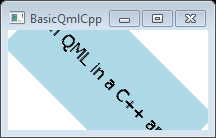 BasicQmlCpp
QML in a C++